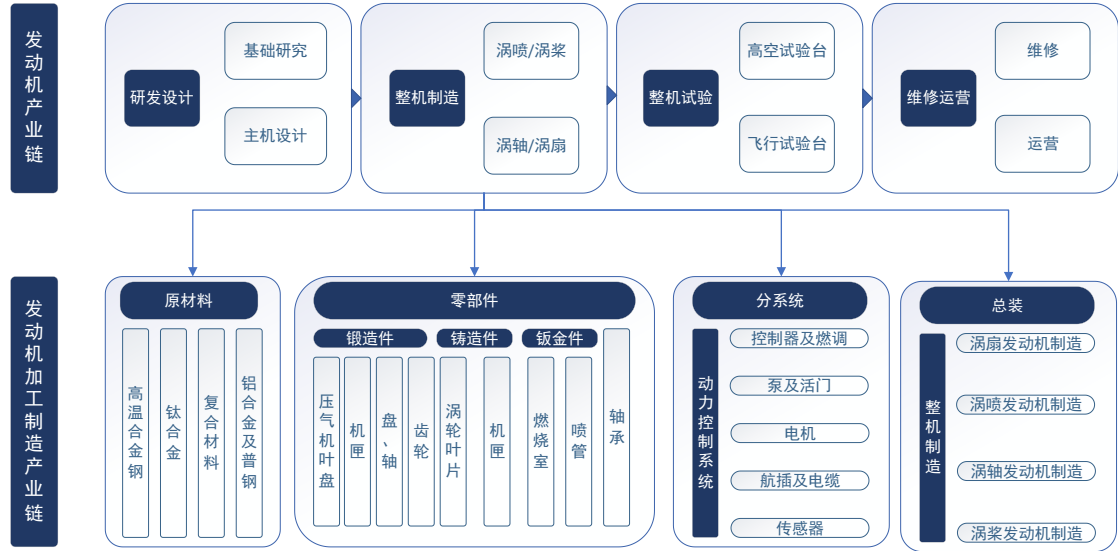 发动机产业链
研发设计
基础研究
主机设计
整机制造
涡喷/涡桨
涡轴/涡扇
整机试验
高空试验台
飞行试验台
维修运营
维修
运营
发动机加工制造产业链
原材料
高温合金钢
钛合金
复合材料
铝合金及普钢
零部件
锻造件
压气机叶盘
机匣
盘、轴
齿轮
铸造件
涡轮叶片
机匣
钣金件
燃烧室
喷管
轴承
分系统
动力控制系统
控制器及燃调
泵及活门
电机
航插及电缆
传感器
总装
整机制造
涡扇发动机制造
涡喷发动机制造
涡轴发动机制造
涡桨发动机制造